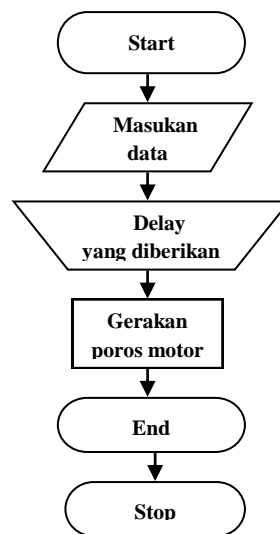 Start
Masukan
data
Delay
yang diberikan
Gerakan
poros motor
End
Stop